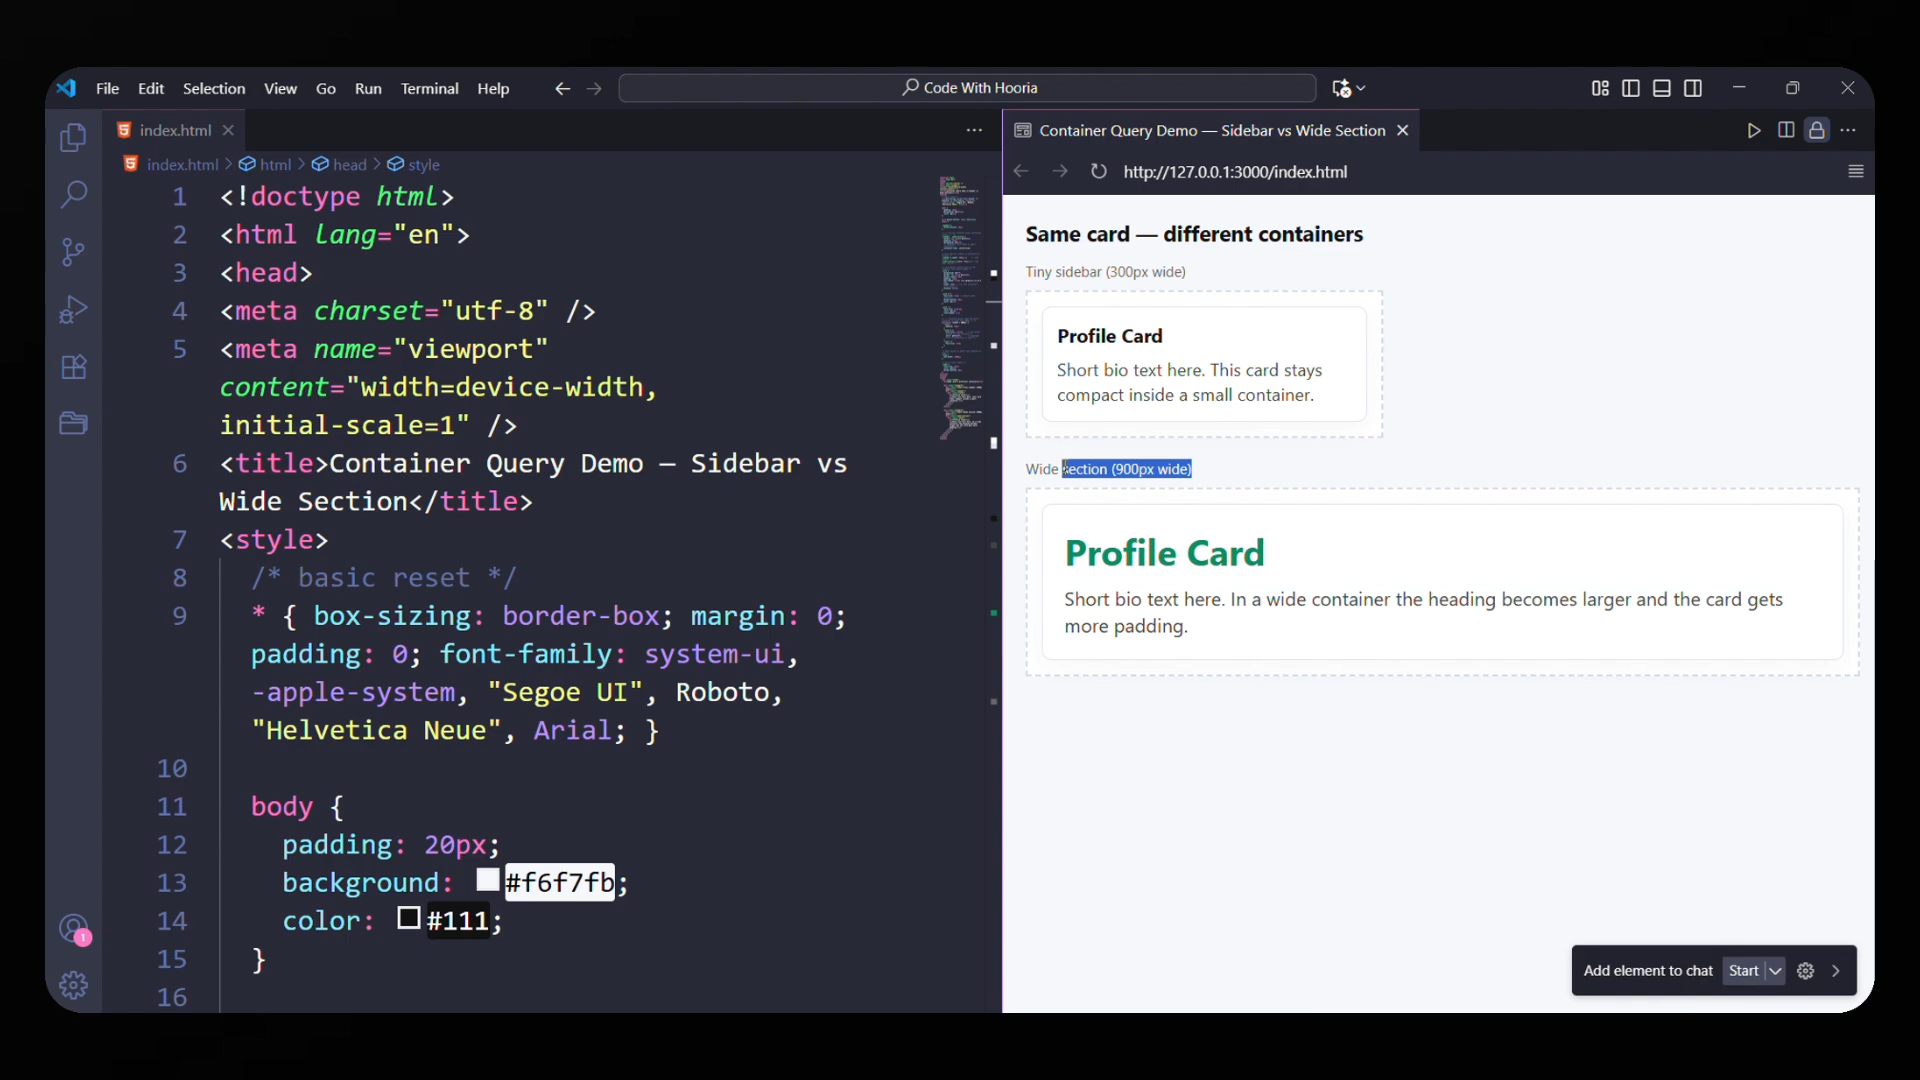 File Edit Selection View Go Run Terminal Help
Code With Hooria
index.html
Container Query Demo — Sidebar vs Wide Section
index.html > html > head > style
http://127.0.0.1:3000/index.html
1 <!doctype html>
2 <html lang="en">
3 <head>
4 <meta charset="utf-8" />
5 <meta name="viewport"
content="width=device-width,
initial-scale=1" />
6 <title>Container Query Demo — Sidebar vs
Wide Section</title>
7 <style>
8 /* basic reset */
9 * { box-sizing: border-box; margin: 0;
padding: 0; font-family: system-ui,
-apple-system, "Segoe UI", Roboto,
"Helvetica Neue", Arial; }
10
11 body {
12 padding: 20px;
13 background: #f6f7fb;
14 color: #111;
15 }
16
1
Same card — different containers
Tiny sidebar (300px wide)
Profile Card
Short bio text here. This card stays
compact inside a small container.
Wide section (900px wide)
Profile Card
Short bio text here. In a wide container the heading becomes larger and the card gets
more padding.
Add element to chat Start